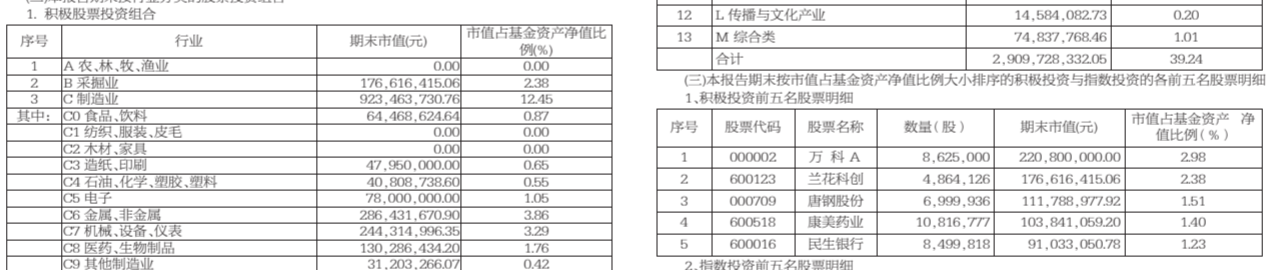 1. 积极股票投资组合
序号 行业 期末市值(元) 市值占基金资产净值比例(%)
1 A 农、林、牧、渔业 0.00 0.00
2 B 采掘业 176,616,415.06 2.38
3 C 制造业 923,463,730.76 12.45
其中: C0 食品、饮料 64,468,624.64 0.87
C1 纺织、服装、皮毛 0.00 0.00
C2 木材、家具 0.00 0.00
C3 造纸、印刷 47,950,000.00 0.65
C4 石油、化学、塑胶、塑料 40,808,738.60 0.55
C5 电子 78,000,000.00 1.05
C6 金属、非金属 286,431,670.90 3.86
C7 机械、设备、仪表 244,314,996.35 3.29
C8 医药、生物制品 130,286,434.20 1.76
C9 其他制造业 31,203,266.07 0.42
12 L 传播与文化产业 14,584,082.73 0.20
13 M 综合类 74,837,768.46 1.01
合计 2,909,728,332.05 39.24
(三)本报告期末按市值占基金资产净值比例大小排序的积极投资与指数投资的各前五名股票明细
1、积极投资前五名股票明细
序号 股票代码 股票名称 数量(股) 期末市值(元) 市值占基金资产 净值比例(%)
1 000002 万 科 A 8,625,000 220,800,000.00 2.98
2 600123 兰花科创 4,864,126 176,616,415.06 2.38
3 000709 唐钢股份 6,999,936 111,788,977.92 1.51
4 600518 康美药业 10,816,777 103,841,059.20 1.40
5 600016 民生银行 8,499,818 91,033,050.78 1.23
2、指数投资前五名股票明细